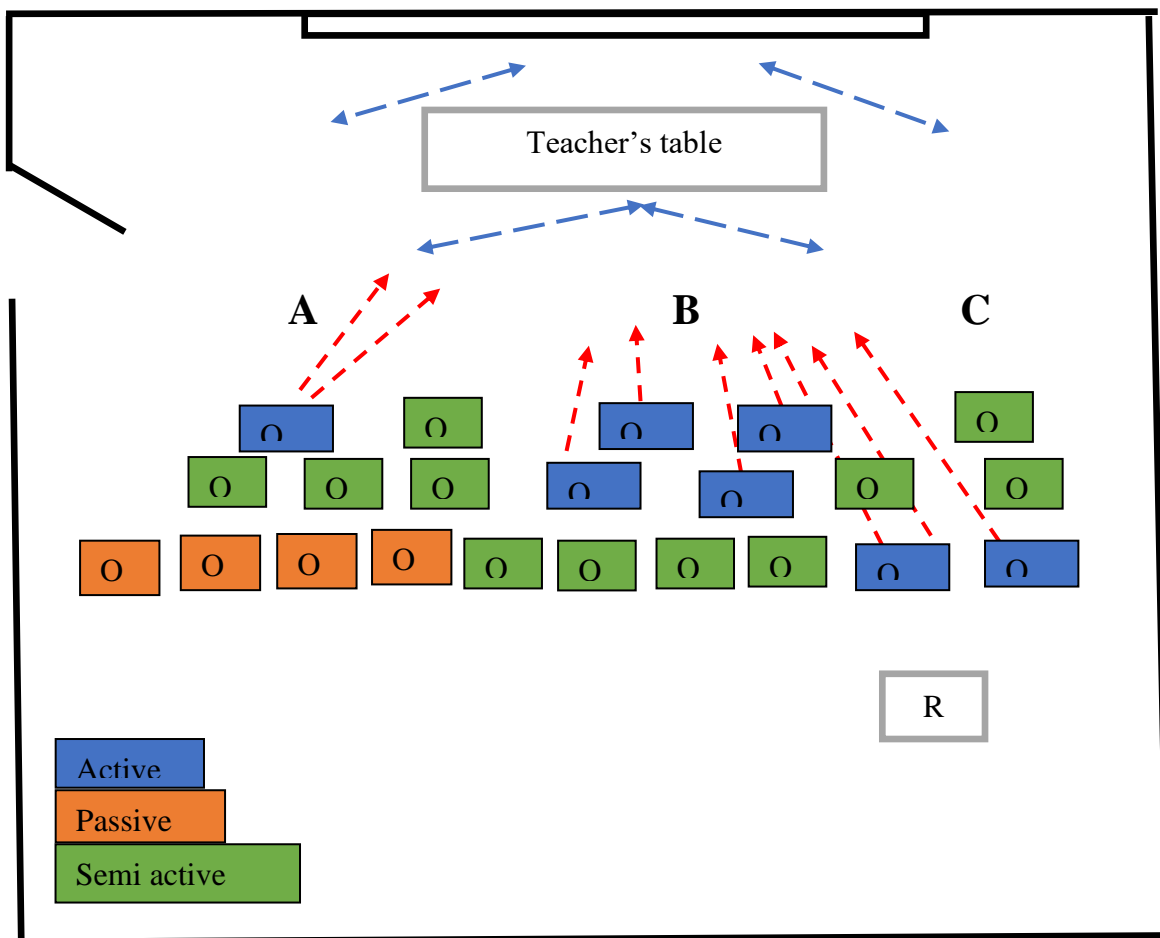 Teacher's table
A B C
O O O O O
O O O O O O O
O O O O O O O O O O
R
Active
Passive
Semi active